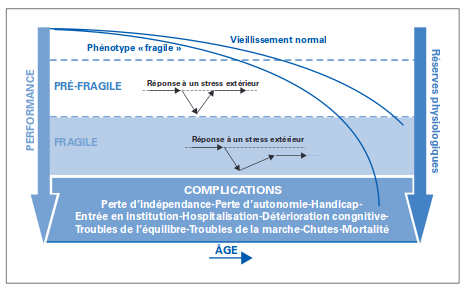 Vieillissement normal
Phénotype « fragile »
PRÉ-FRAGILE
Réponse à un stress extérieur
FRAGILE
Réponse à un stress extérieur
PERFORMANCE
Réserves physiologiques
COMPLICATIONS
Perte d'indépendance-Perte d'autonomie-Handicap-
Entrée en institution-Hospitalisation-Détérioration congnitive-
Troubles de l'équilibre-Troubles de la marche-Chutes-Mortalité
ÂGE